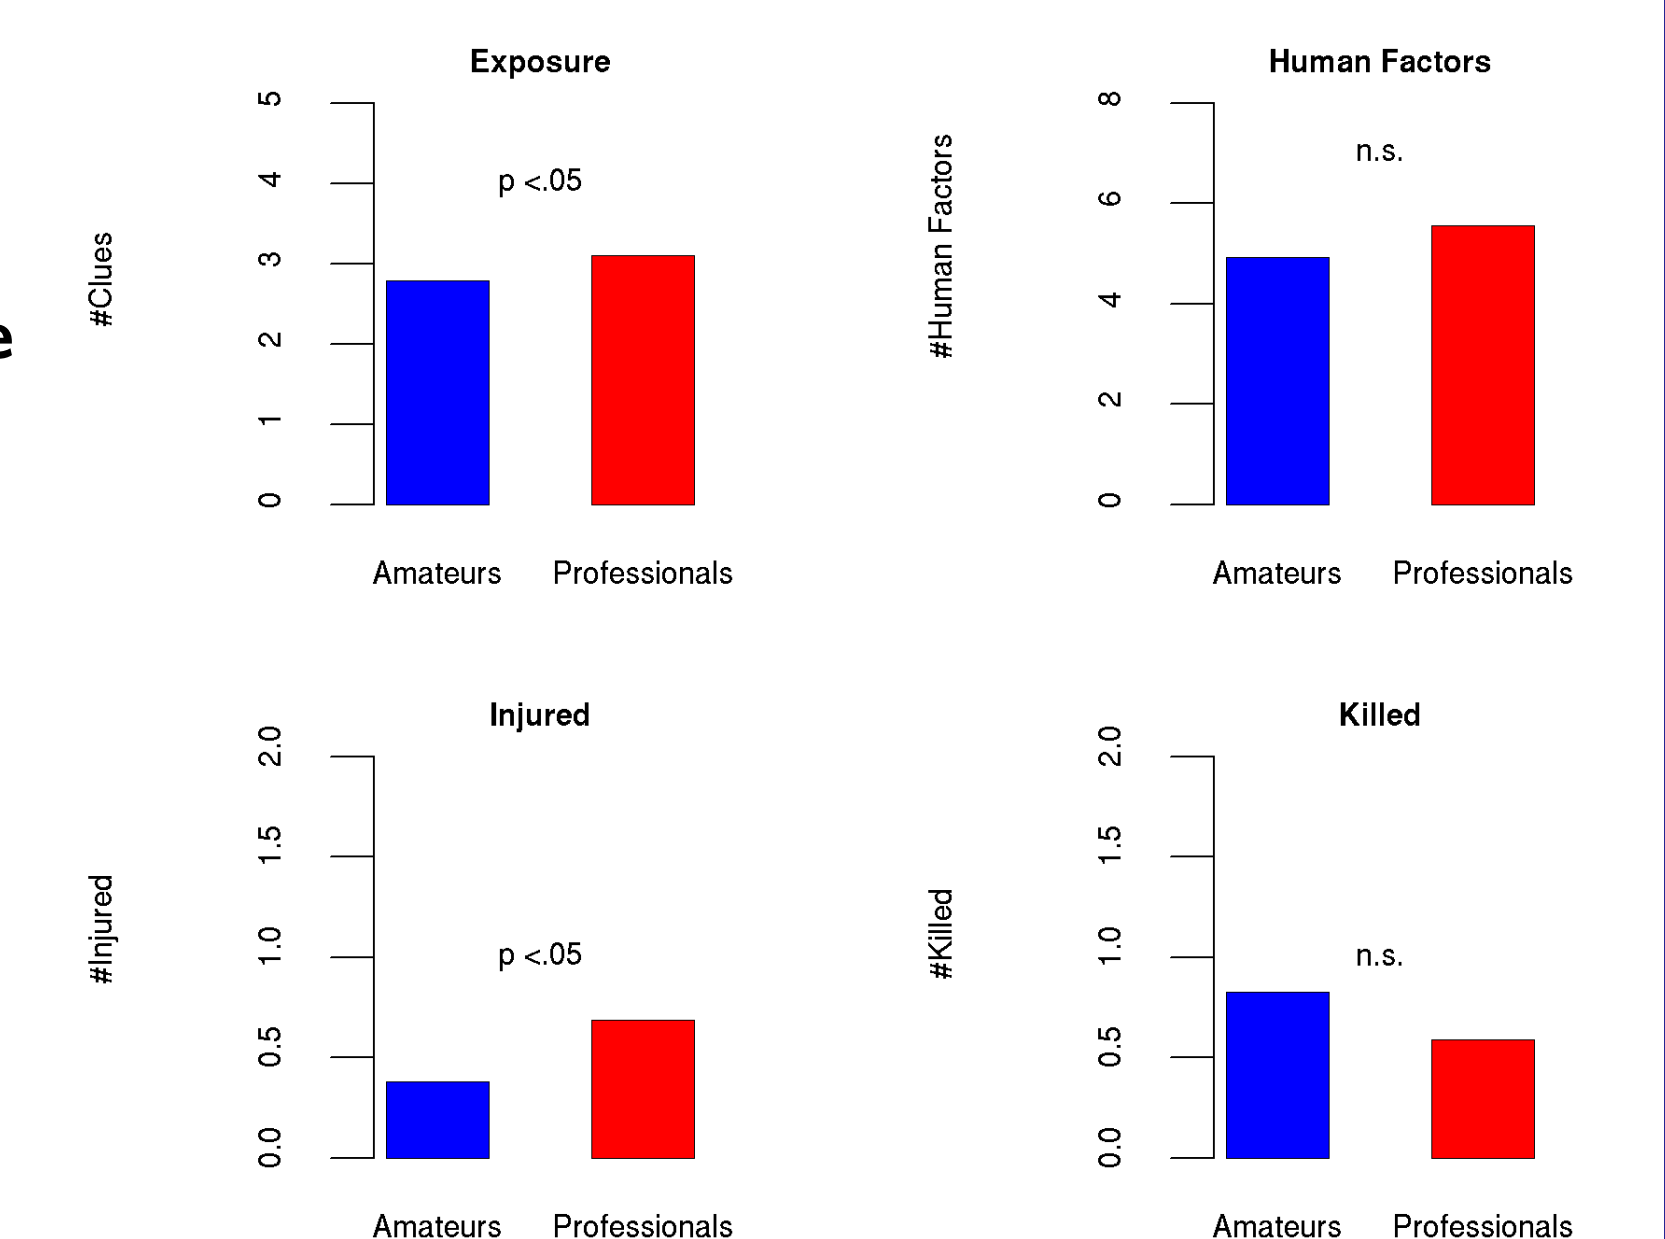 e
Exposure
#Clues
5
4
3
2
1
0
p <.05
Amateurs Professionals
Human Factors
#Human Factors
8
6
4
2
0
n.s.
Amateurs Professionals
Injured
#Injured
2.0
1.5
1.0
0.5
0.0
p <.05
Amateurs Professionals
Killed
#Killed
2.0
1.5
1.0
0.5
0.0
n.s.
Amateurs Professionals